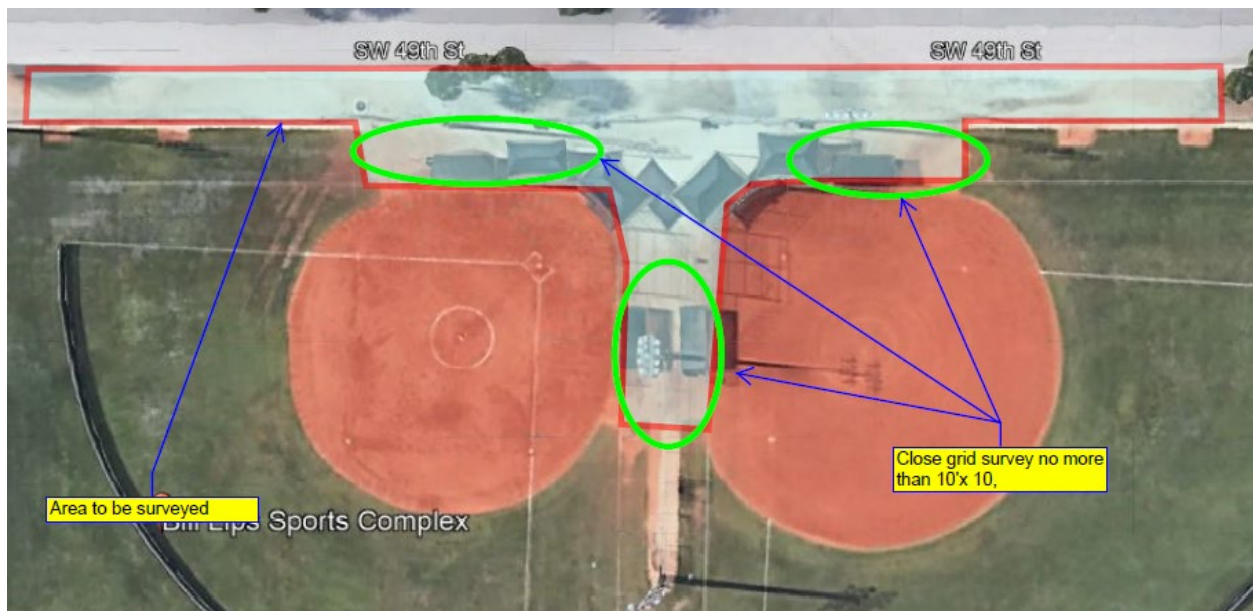 SW 49th St
SW 49th St
Close grid survey no more
than 10'x 10,
Area to be surveyed
Bill Lips Sports Complex